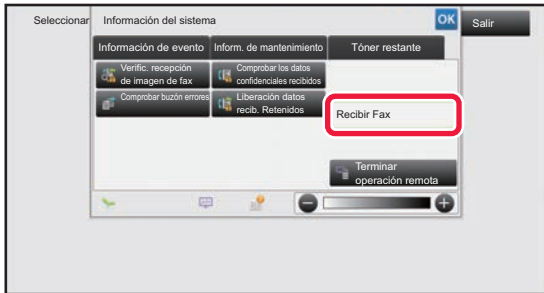 Seleccionar
Información del sistema
OK
Salir
Información de evento
Inform. de mantenimiento
Tóner restante
Verific. recepción
de imagen de fax
Comprobar los datos
confidenciales recibidos
Comprobar buzón errores
Liberación datos
recib. Retenidos
Recibir Fax
Terminar
operación remota